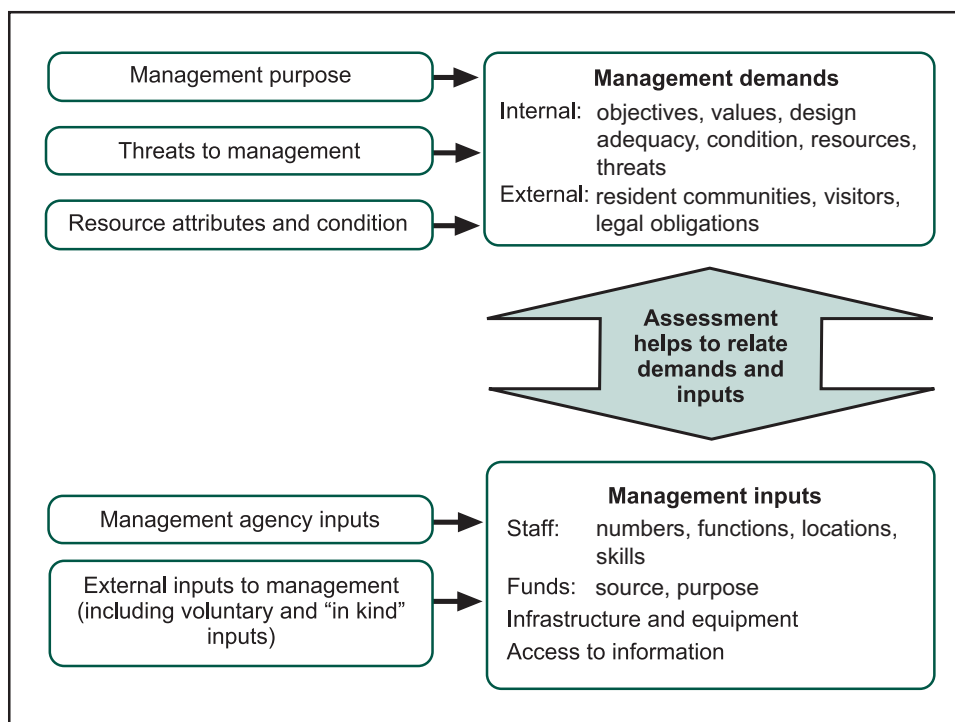 Management purpose
Threats to management
Resource attributes and condition
Management demands
Internal: objectives, values, design
adequacy, condition, resources,
threats
External: resident communities, visitors,
legal obligations
Assessment
helps to relate
demands and
inputs
Management agency inputs
External inputs to management
(including voluntary and “in kind”
inputs)
Management inputs
Staff: numbers, functions, locations,
skills
Funds: source, purpose
Infrastructure and equipment
Access to information